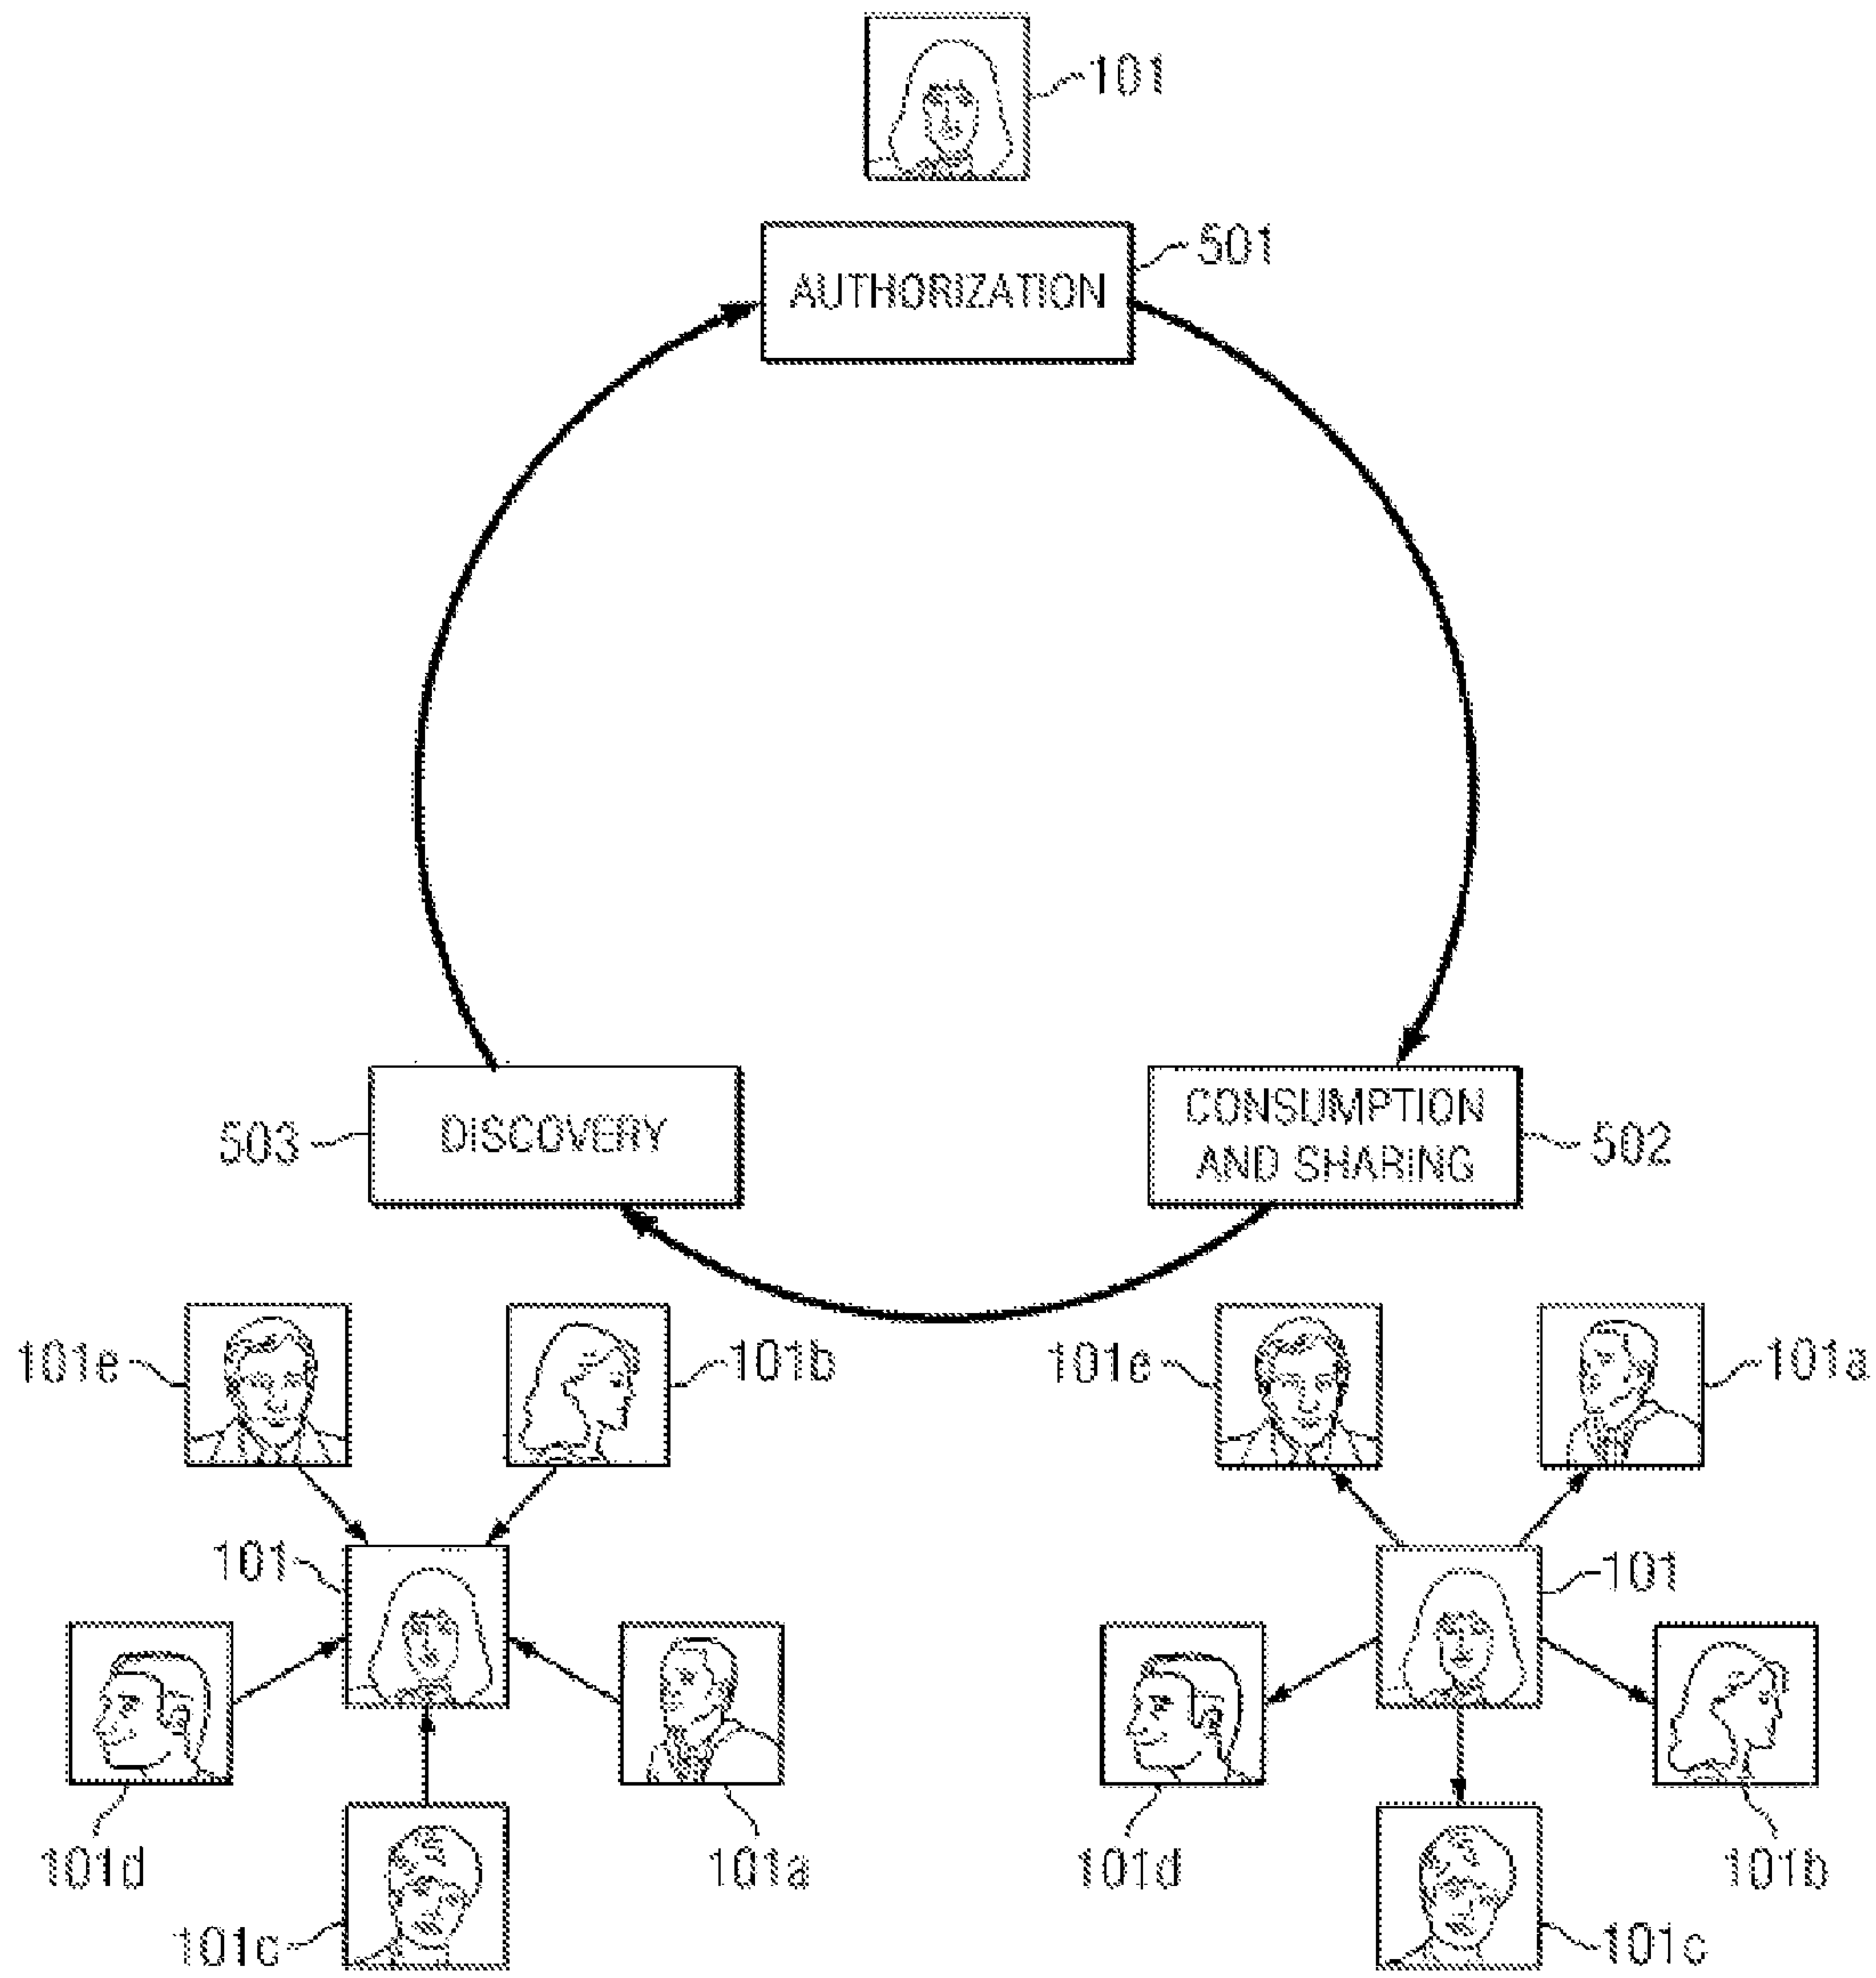 101
501
AUTHORIZATION
503
DISCOVERY
CONSUMPTION
AND SHARING
502
101e
101b
101e
101a
101
101
101d
101a
101d
101b
101c
101c